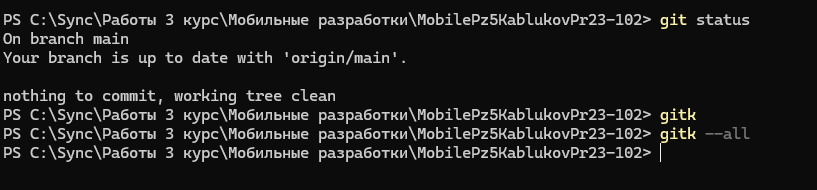 PS C:\Sync\Работы 3 курс\Мобильные разработки\MobilePz5KablukovPr23-102> git status
On branch main
Your branch is up to date with 'origin/main'.
nothing to commit, working tree clean
PS C:\Sync\Работы 3 курс\Мобильные разработки\MobilePz5KablukovPr23-102> gitk
PS C:\Sync\Работы 3 курс\Мобильные разработки\MobilePz5KablukovPr23-102> gitk --all
PS C:\Sync\Работы 3 курс\Мобильные разработки\MobilePz5KablukovPr23-102>